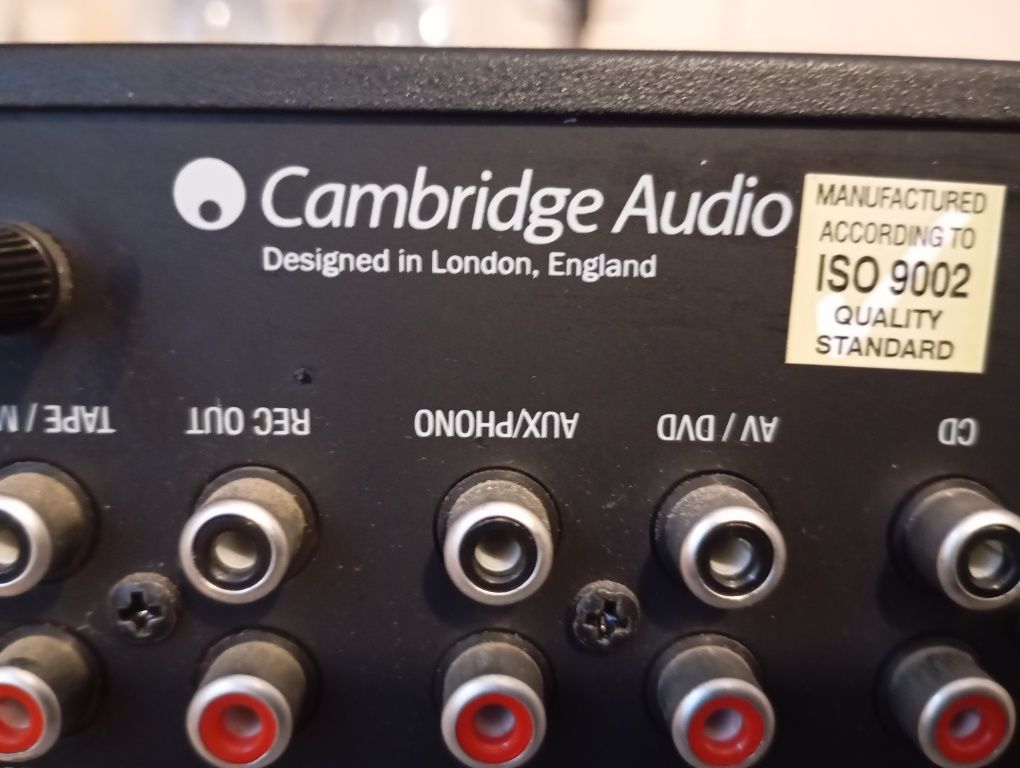 Cambridge Audio
Designed in London, England
MANUFACTURED
ACCORDING TO
ISO 9002
QUALITY
STANDARD
TAPE / M
REC OUT
AUX/PHONO
AV / DVD
CD